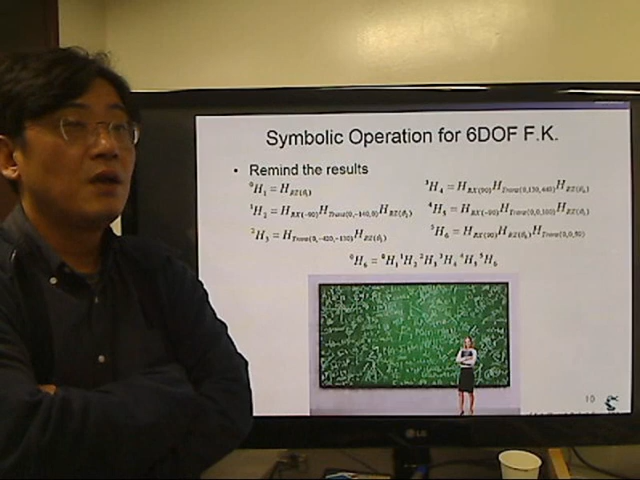 Symbolic Operation for 6DOF F.K.
• Remind the results
⁰H₁ = H_RZ(θ₁)
³H₄ = H_RX(90)H_Trans(0,130,440)H_RZ(θ₄)
¹H₂ = H_RX(-90)H_Trans(0,-140,0)H_RZ(θ₂)
⁴H₅ = H_RX(-90)H_Trans(0,0,100)H_RZ(θ₅)
²H₃ = H_Trans(0,-420,-130)H_RZ(θ₃)
⁵H₆ = H_RX(90)H_RZ(θ₆)H_Trans(0,0,80)
⁰H₆ = ⁰H₁¹H₂²H₃³H₄⁴H₅⁵H₆
10
LG